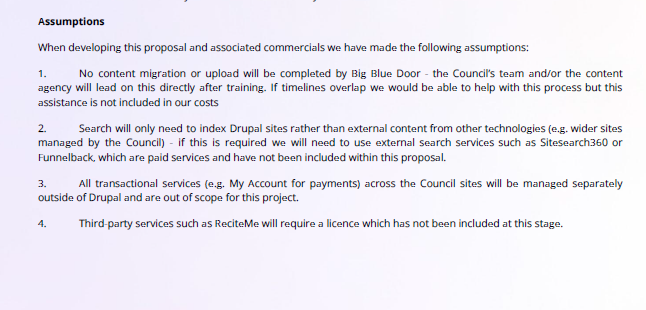 Assumptions
When developing this proposal and associated commercials we have made the following assumptions:
1. No content migration or upload will be completed by Big Blue Door - the Council's team and/or the content
agency will lead on this directly after training. If timelines overlap we would be able to help with this process but this
assistance is not included in our costs
2. Search will only need to index Drupal sites rather than external content from other technologies (e.g. wider sites
managed by the Council) - if this is required we will need to use external search services such as Sitesearch360 or
Funnelback, which are paid services and have not been included within this proposal.
3. All transactional services (e.g. My Account for payments) across the Council sites will be managed separately
outside of Drupal and are out of scope for this project.
4. Third-party services such as ReciteMe will require a licence which has not been included at this stage.